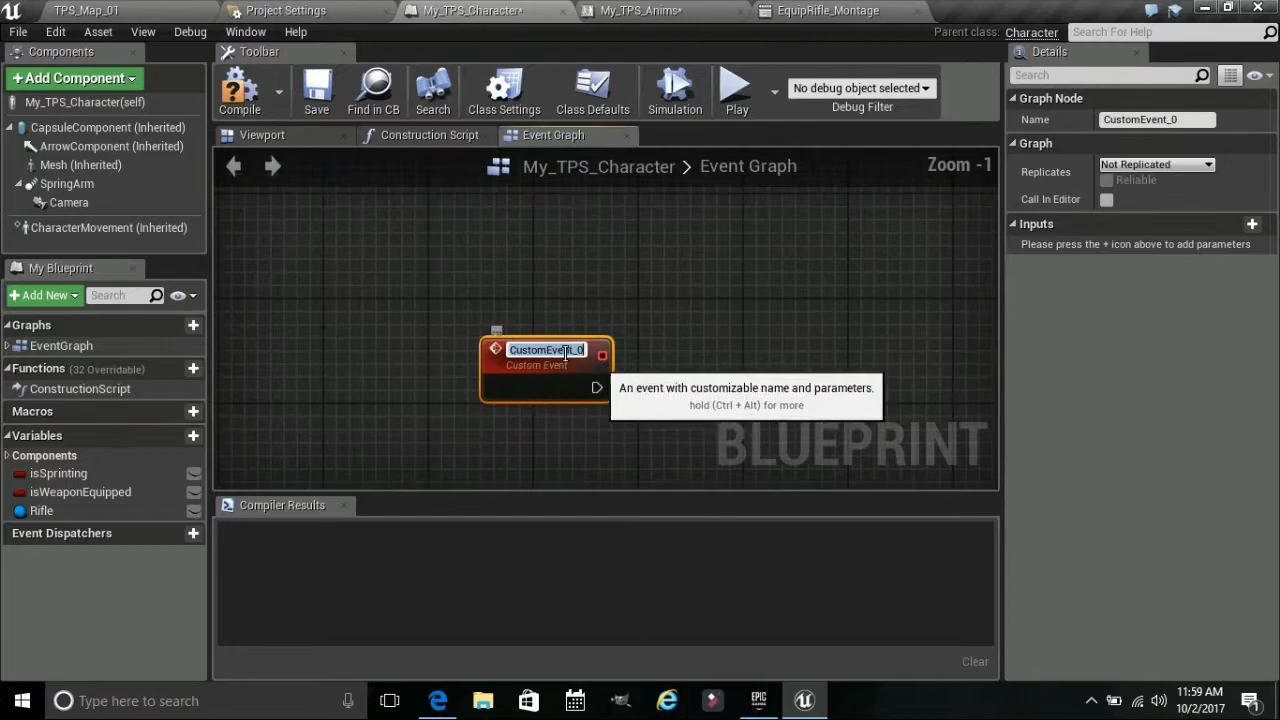 TPS_Map_01
Project Settings
My_TPS_Character*
My_TPS_Anims*
EquipRifle_Montage
File Edit Asset View Debug Window Help
Parent class: Character
Search For Help
Components
Toolbar
Details
+ Add Component
My_TPS_Character(self)
CapsuleComponent (Inherited)
ArrowComponent (Inherited)
Mesh (Inherited)
SpringArm
Camera
CharacterMovement (Inherited)
Compile
Save
Find in CB
Search
Class Settings
Class Defaults
Simulation
Play
No debug object selected
Debug Filter
Search
Graph Node
Name CustomEvent_0
Graph
Replicates Not Replicated
Reliable
Call In Editor
Inputs
Please press the + icon above to add parameters
Viewport
Construction Script
Event Graph
My_TPS_Character > Event Graph
Zoom -1
My Blueprint
+ Add New
Search
Graphs
EventGraph
Functions (32 Overridable)
ConstructionScript
Macros
Variables
Components
isSprinting
isWeaponEquipped
Rifle
Event Dispatchers
CustomEvent_0
Custom Event
An event with customizable name and parameters.
hold (Ctrl + Alt) for more
BLUEPRINT
Compiler Results
Clear
Type here to search
EPIC
GAMES
11:59 AM
10/2/2017